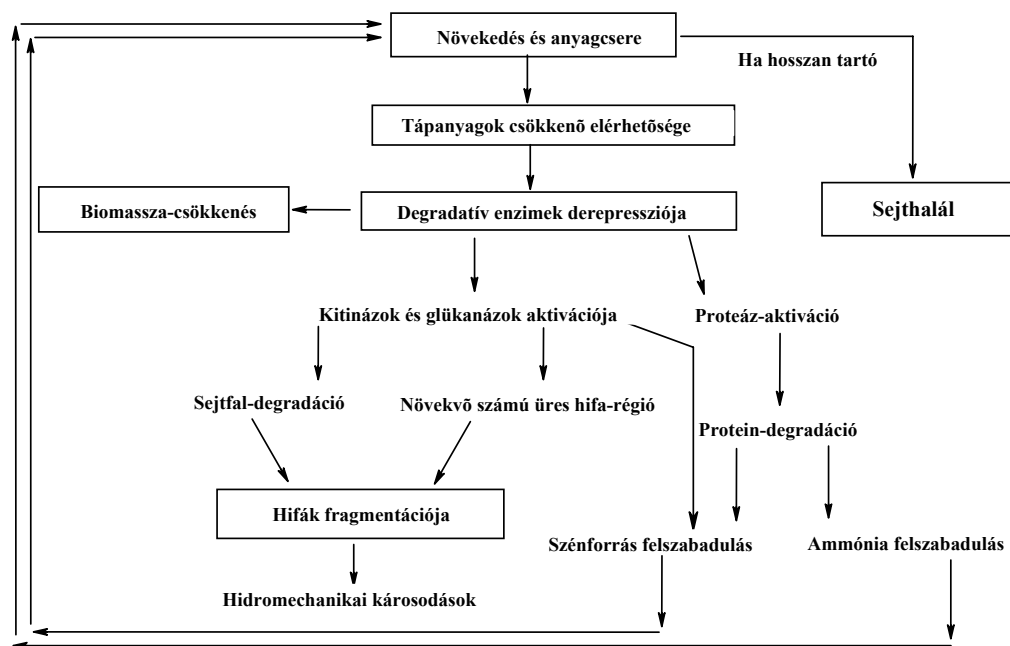 Növekedés és anyagcsere
Ha hosszan tartó
Tápanyagok csökkenõ elérhetõsége
Biomassza-csökkenés
Degradatív enzimek derepressziója
Sejthalál
Kitinázok és glükanázok aktivációja
Proteáz-aktiváció
Sejtfal-degradáció
Növekvõ számú üres hifa-régió
Protein-degradáció
Hifák fragmentációja
Szénforrás felszabadulás
Ammónia felszabadulás
Hidromechanikai károsodások